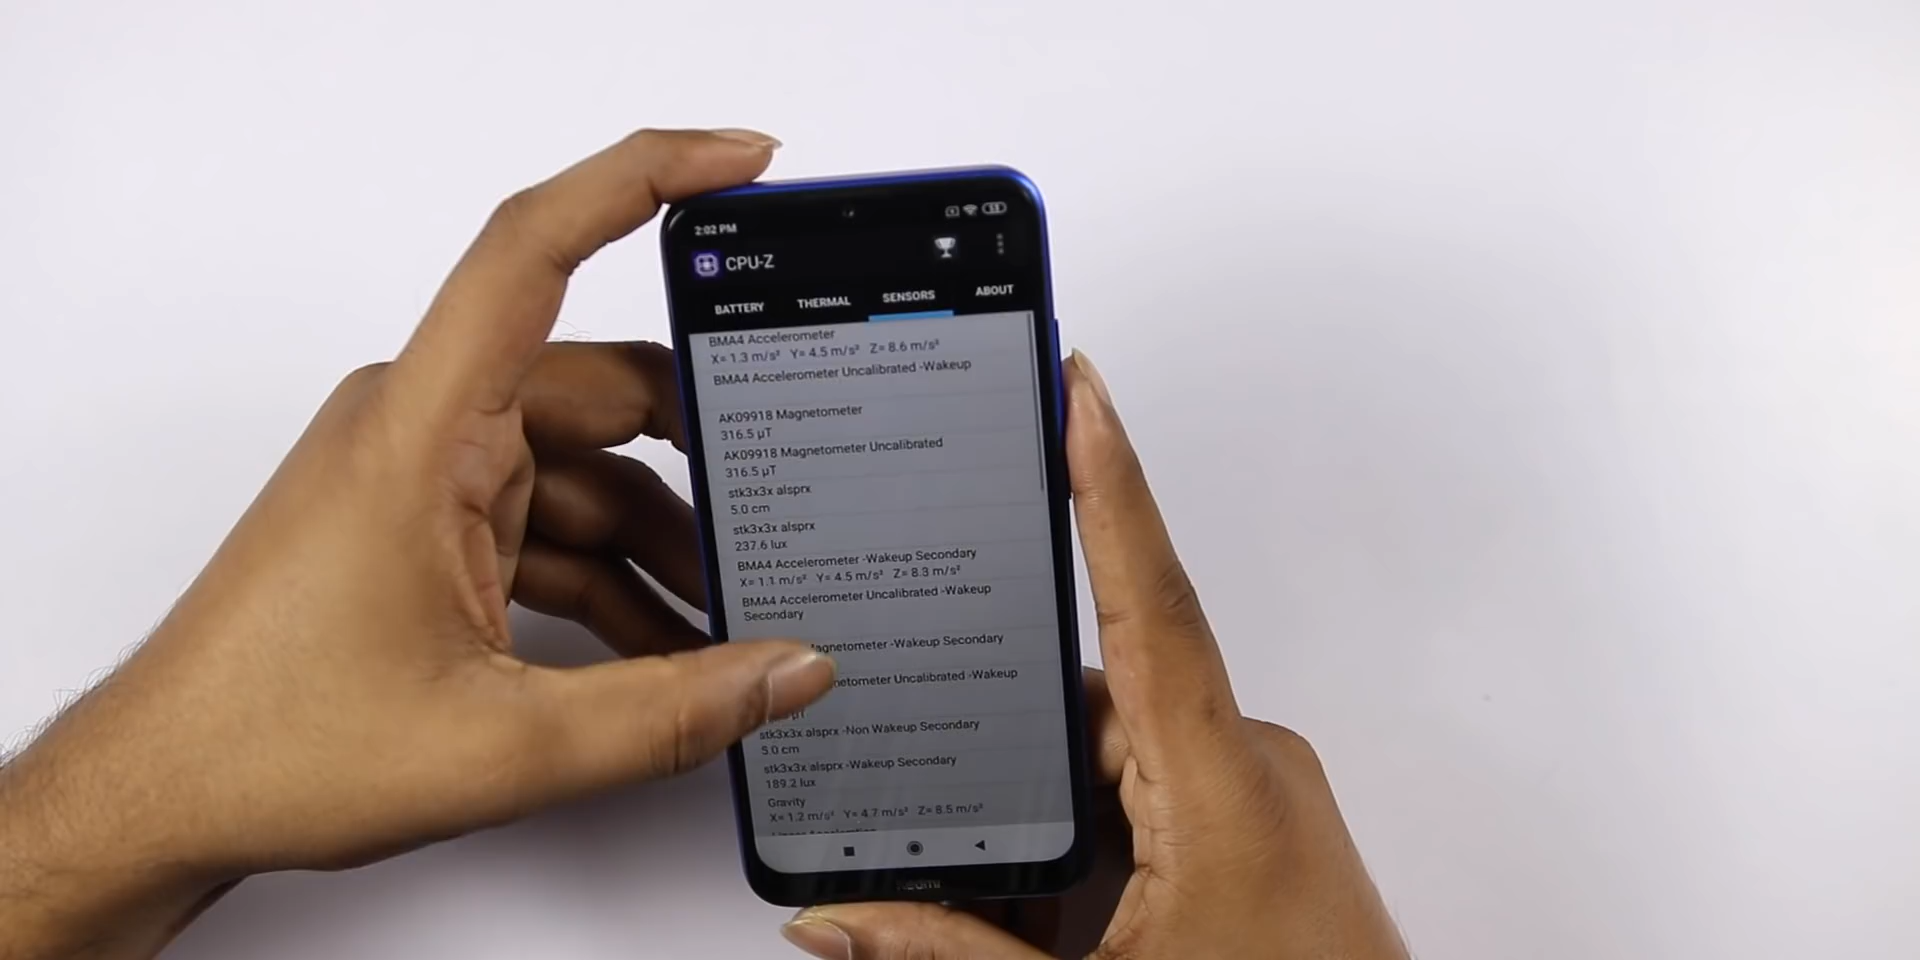 2:02 PM
CPU-Z
BATTERY THERMAL SENSORS ABOUT
BMA4 Accelerometer
X= 1.3 m/s² Y= 4.5 m/s² Z= 8.6 m/s²
BMA4 Accelerometer Uncalibrated -Wakeup
AK09918 Magnetometer
316.5 μT
AK09918 Magnetometer Uncalibrated
316.5 μT
stk3x3x alsprx
5.0 cm
stk3x3x alsprx
237.6 lux
BMA4 Accelerometer -Wakeup Secondary
X= 1.1 m/s² Y= 4.5 m/s² Z= 8.3 m/s²
BMA4 Accelerometer Uncalibrated -Wakeup
Secondary
Magnetometer -Wakeup Secondary
netometer Uncalibrated -Wakeup
μT
stk3x3x alsprx -Non Wakeup Secondary
5.0 cm
stk3x3x alsprx -Wakeup Secondary
189.2 lux
Gravity
X= 1.2 m/s² Y= 4.7 m/s² Z= 8.5 m/s²
Redmi